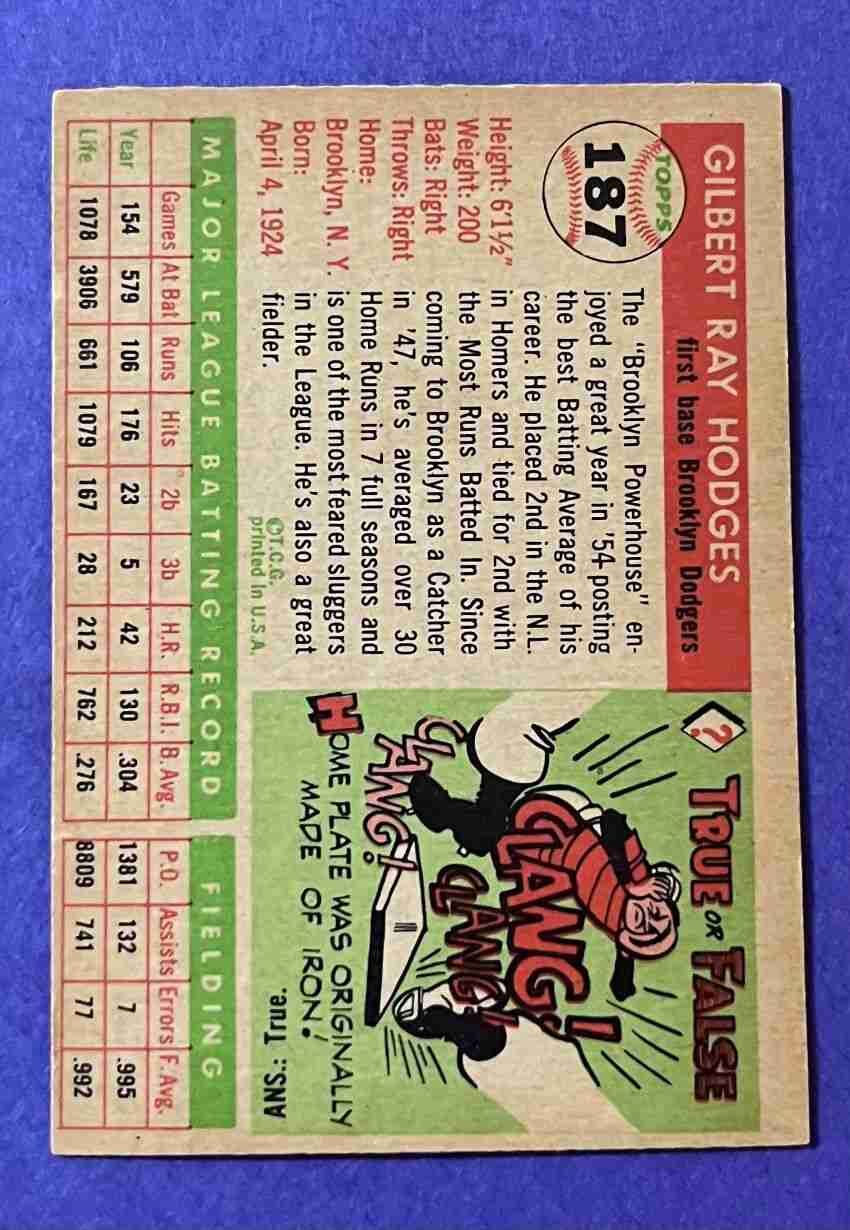 TOPPS
187
GILBERT RAY HODGES
first base Brooklyn Dodgers
Height: 6'1½"
Weight: 200
Bats: Right
Throws: Right
Home:
Brooklyn, N. Y.
Born:
April 4, 1924
The "Brooklyn Powerhouse" en-
joyed a great year in '54 posting
the best Batting Average of his
career. He placed 2nd in the N.L.
in Homers and tied for 2nd with
the Most Runs Batted In. Since
coming to Brooklyn as a Catcher
in '47, he's averaged over 30
Home Runs in 7 full seasons and
is one of the most feared sluggers
in the League. He's also a great
fielder.
©T.C.G.
printed in U.S.A.
?
TRUE OR FALSE
CLANG!
CLANG!
CLANG!
HOME PLATE WAS ORIGINALLY
MADE OF IRON!
ANS.: True.
MAJOR LEAGUE BATTING RECORD FIELDING
Games At Bat Runs Hits 2b 3b H.R. R.B.I. B. Avg. P.O. Assists Errors F. Avg.
Year 154 579 106 176 23 5 42 130 .304 1381 132 7 .995
Life 1078 3906 661 1079 167 28 212 762 .276 8809 741 77 .992